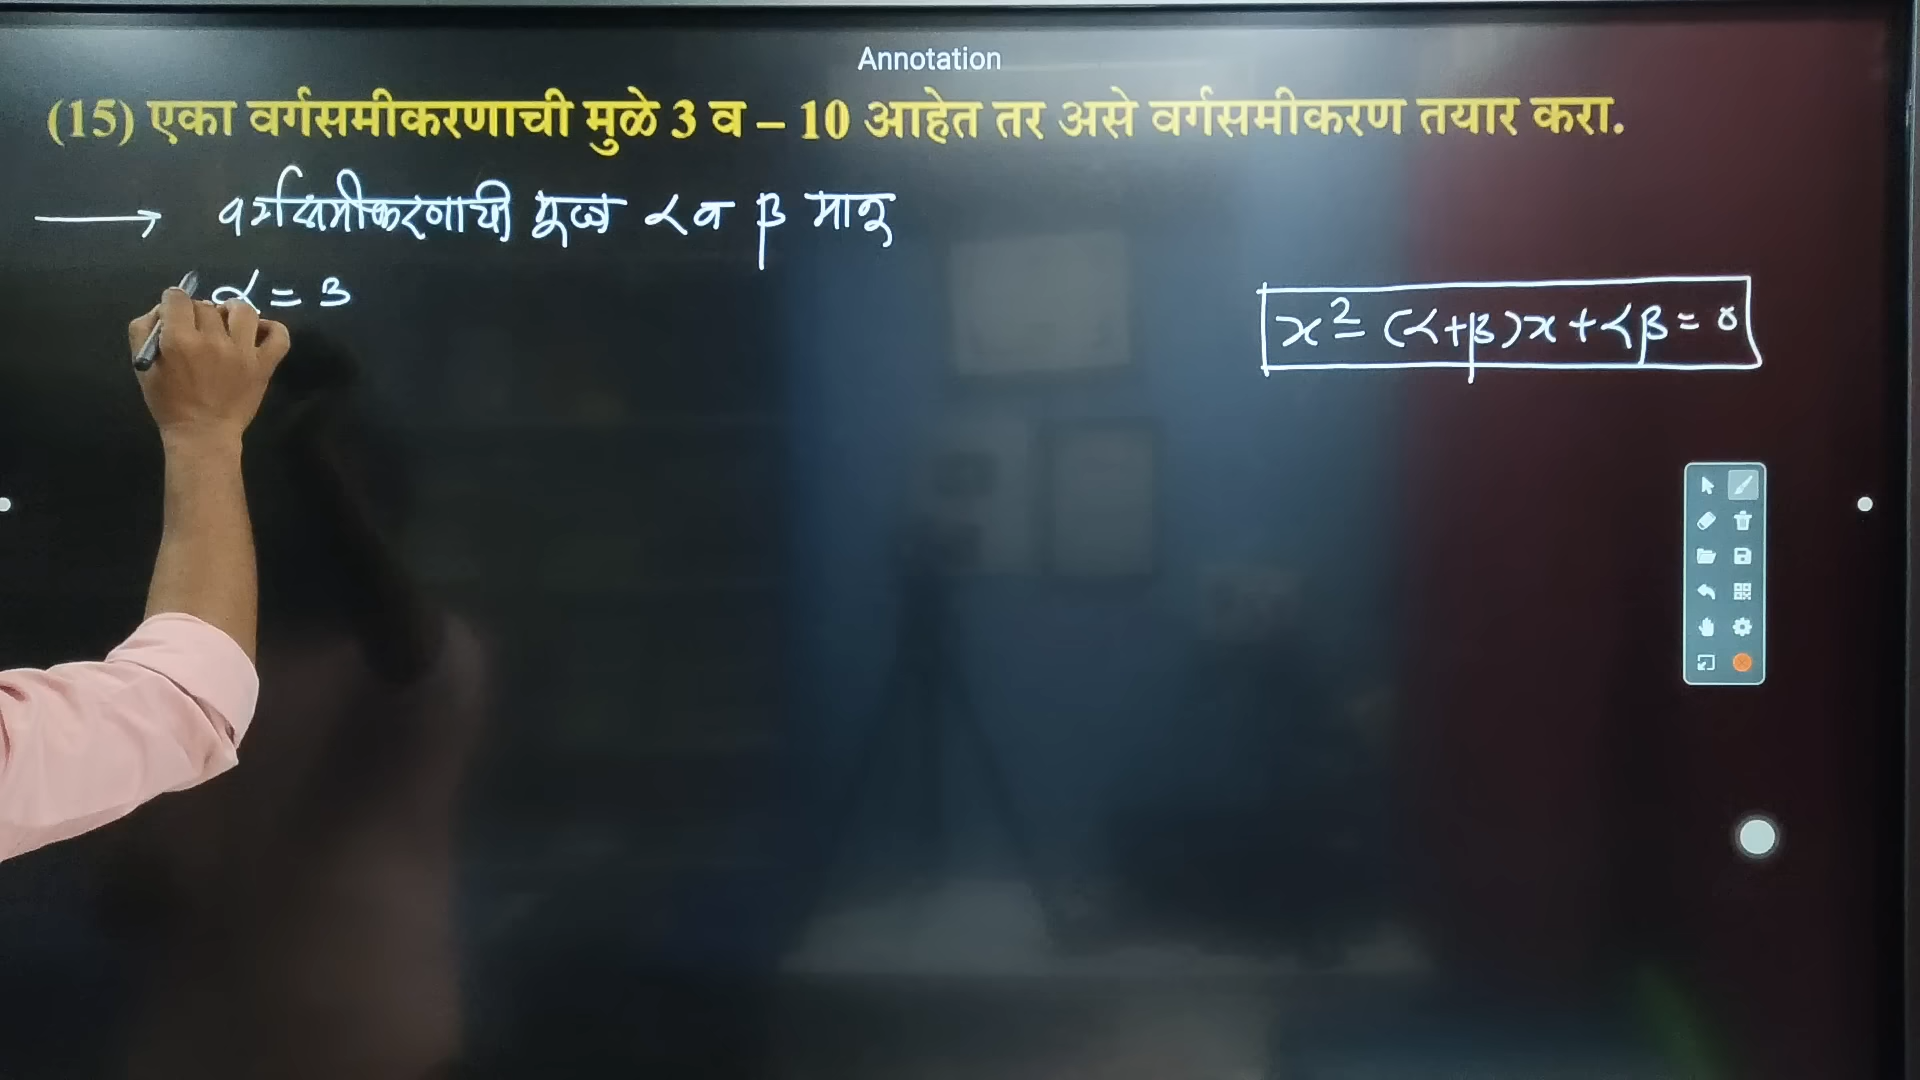 Annotation
(15) एका वर्गसमीकरणाची मुळे 3 व – 10 आहेत तर असे वर्गसमीकरण तयार करा.
वर्गसमीकरणाची मूळे α व β मानू
α = 3
x² – (α+β)x + αβ = 0